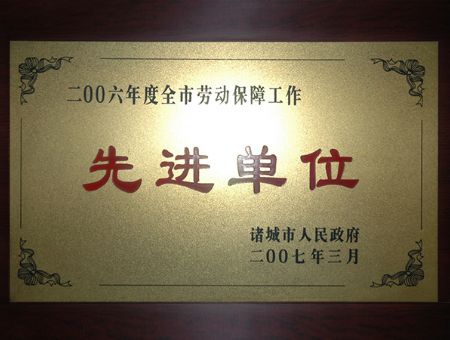 二00六年度全市劳动保障工作
先进单位
诸城市人民政府
二00七年三月